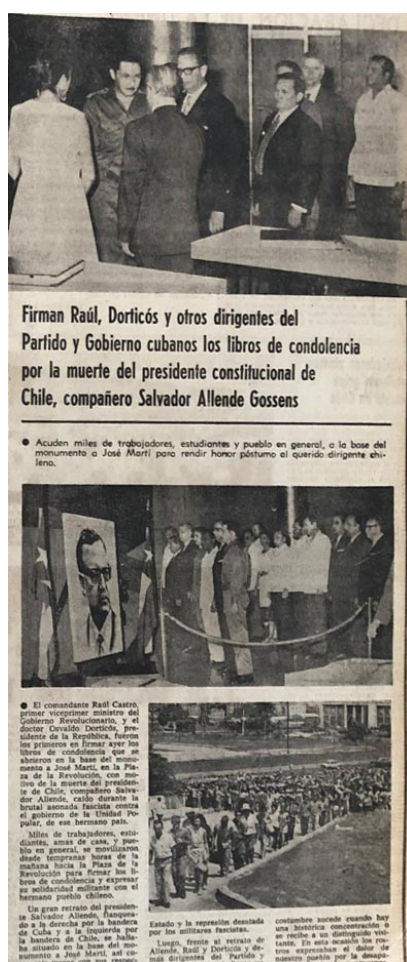 Firman Raúl, Dorticós y otros dirigentes del
Partido y Gobierno cubanos los libros de condolencia
por la muerte del presidente constitucional de
Chile, compañero Salvador Allende Gossens
● Acuden miles de trabajadores, estudiantes y pueblo en general, a la base del
monumento a José Martí para rendir honor póstumo al querido dirigente chi-
leno.
● El comandante Raúl Castro,
primer viceprimer ministro del
Gobierno Revolucionario, y el
doctor Osvaldo Dorticós, pre-
sidente de la República, fueron
los primeros en firmar ayer los
libros de condolencia que se
abrieron en la base del monu-
mento a José Martí, en la Pla-
za de la Revolución, con mo-
tivo de la muerte del presiden-
te de Chile, compañero Salva-
dor Allende, caído durante la
brutal asonada fascista contra
el gobierno de la Unidad Po-
pular, de ese hermano país.
Miles de trabajadores, estu-
diantes, amas de casa, y pue-
blo en general, se movilizaron
desde tempranas horas de la
mañana hacia la Plaza de la
Revolución para firmar los li-
bros de condolencia y expresar
su solidaridad militante con el
hermano pueblo chileno.
Un gran retrato del presiden-
te Salvador Allende, flanquea-
do a la derecha por la bandera
de Cuba y a la izquierda por
la bandera de Chile, se halla-
ba situado en la base del mo-
numento a José Martí, así co-
Estado y la represión desatada
por los militares fascistas.
Luego, frente al retrato de
Allende, Raúl y Dorticós y de-
más dirigentes del Partido y
costumbre sucede cuando hay
una histórica concentración o
se recibe a un distinguido visi-
tante. En esta ocasión los ros-
tros expresaban el dolor de
nuestro pueblo por la desapa-